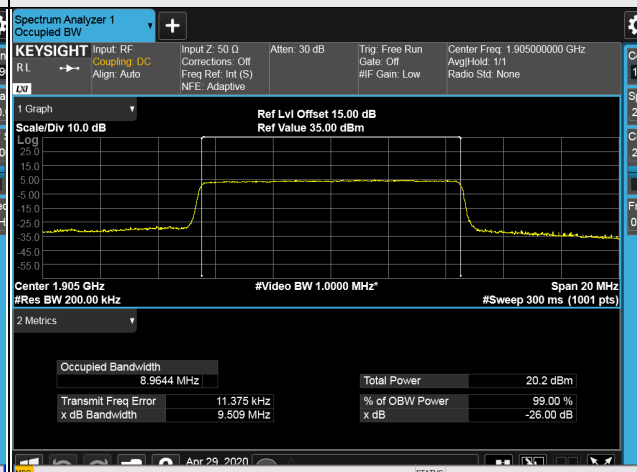 Spectrum Analyzer 1
Occupied BW
+
KEYSIGHT Input: RF Input Z: 50 Ω Atten: 30 dB Trig: Free Run Center Freq: 1.905000000 GHz
RL Coupling: DC Corrections: Off Gate: Off Avg|Hold: 1/1
Align: Auto Freq Ref: Int (S) #IF Gain: Low Radio Std: None
LXI NFE: Adaptive
1 Graph
Ref Lvl Offset 15.00 dB
Scale/Div 10.0 dB Ref Value 35.00 dBm
Log
25.0
15.0
5.00
-5.00
-15.0
-25.0
-35.0
-45.0
-55.0
Center 1.905 GHz #Video BW 1.0000 MHz* Span 20 MHz
#Res BW 200.00 kHz #Sweep 300 ms (1001 pts)
2 Metrics
Occupied Bandwidth
8.9644 MHz Total Power 20.2 dBm
Transmit Freq Error 11.375 kHz % of OBW Power 99.00 %
x dB Bandwidth 9.509 MHz x dB -26.00 dB
Apr 29, 2020
MSG STATUS